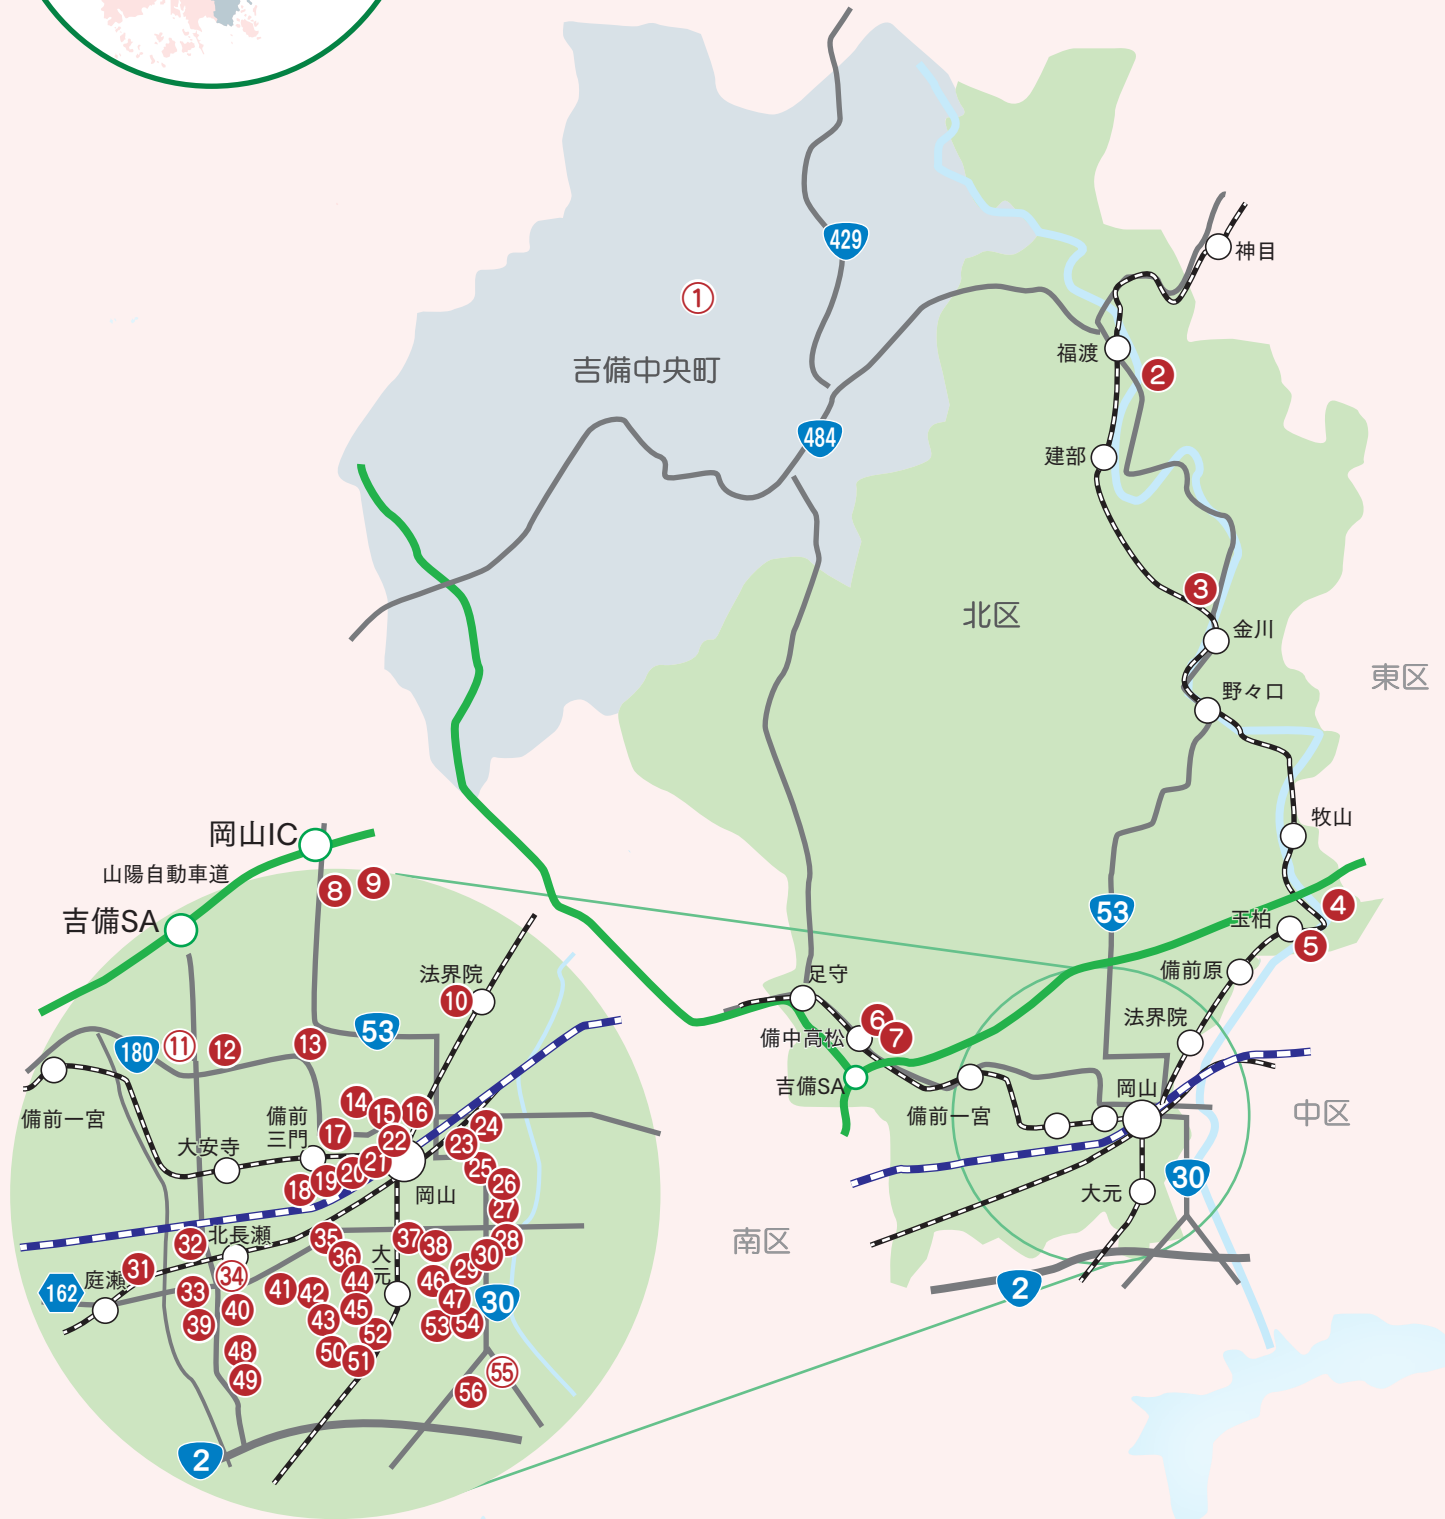 429
神目
①
福渡
吉備中央町
②
484
建部
③
北区
金川
東区
野々口
牧山
岡山IC
山陽自動車道
⑧
⑨
吉備SA
53
④
玉柏
⑤
備前原
足守
法界院
⑩
⑥
⑦
備中高松
法界院
53
180
⑪
⑫
⑬
吉備SA
岡山
備前一宮
備前一宮
中区
備前
三門
⑭
⑮
⑯
⑰
大安寺
㉒
㉓
㉔
⑱
⑲
⑳
㉑
㉕
㉖
㉗
岡山
大元
30
南区
北長瀬
㉜
㉟
㊱
㊲
㊳
㉘
㉚
㉙
大
元
162
庭瀬
㉛
㉞
㉝
㊵
㊴
㊶
㊷
㊸
㊹
㊺
㊻
㊼
30
2
㊽
㊾
㊿
51
52
53
54
55
56
2